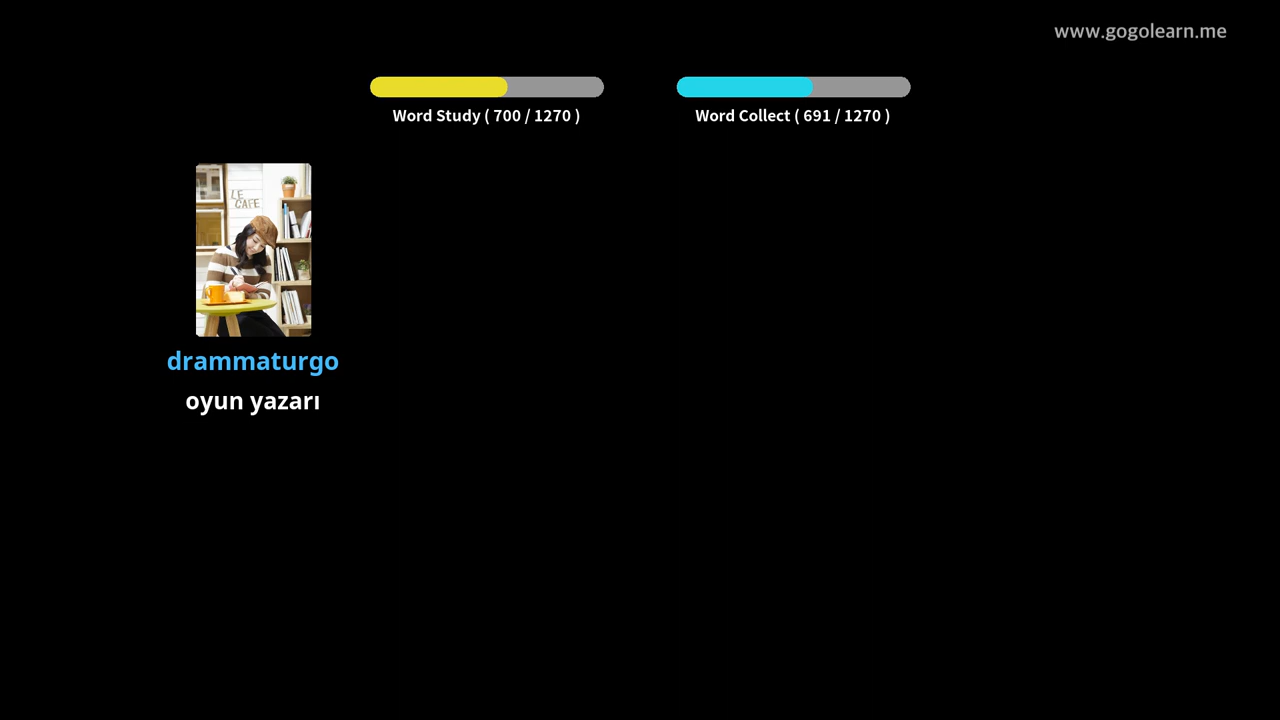 www.gogolearn.me
Word Study ( 700 / 1270 )
Word Collect ( 691 / 1270 )
LE
CAFE
drammaturgo
oyun yazarı